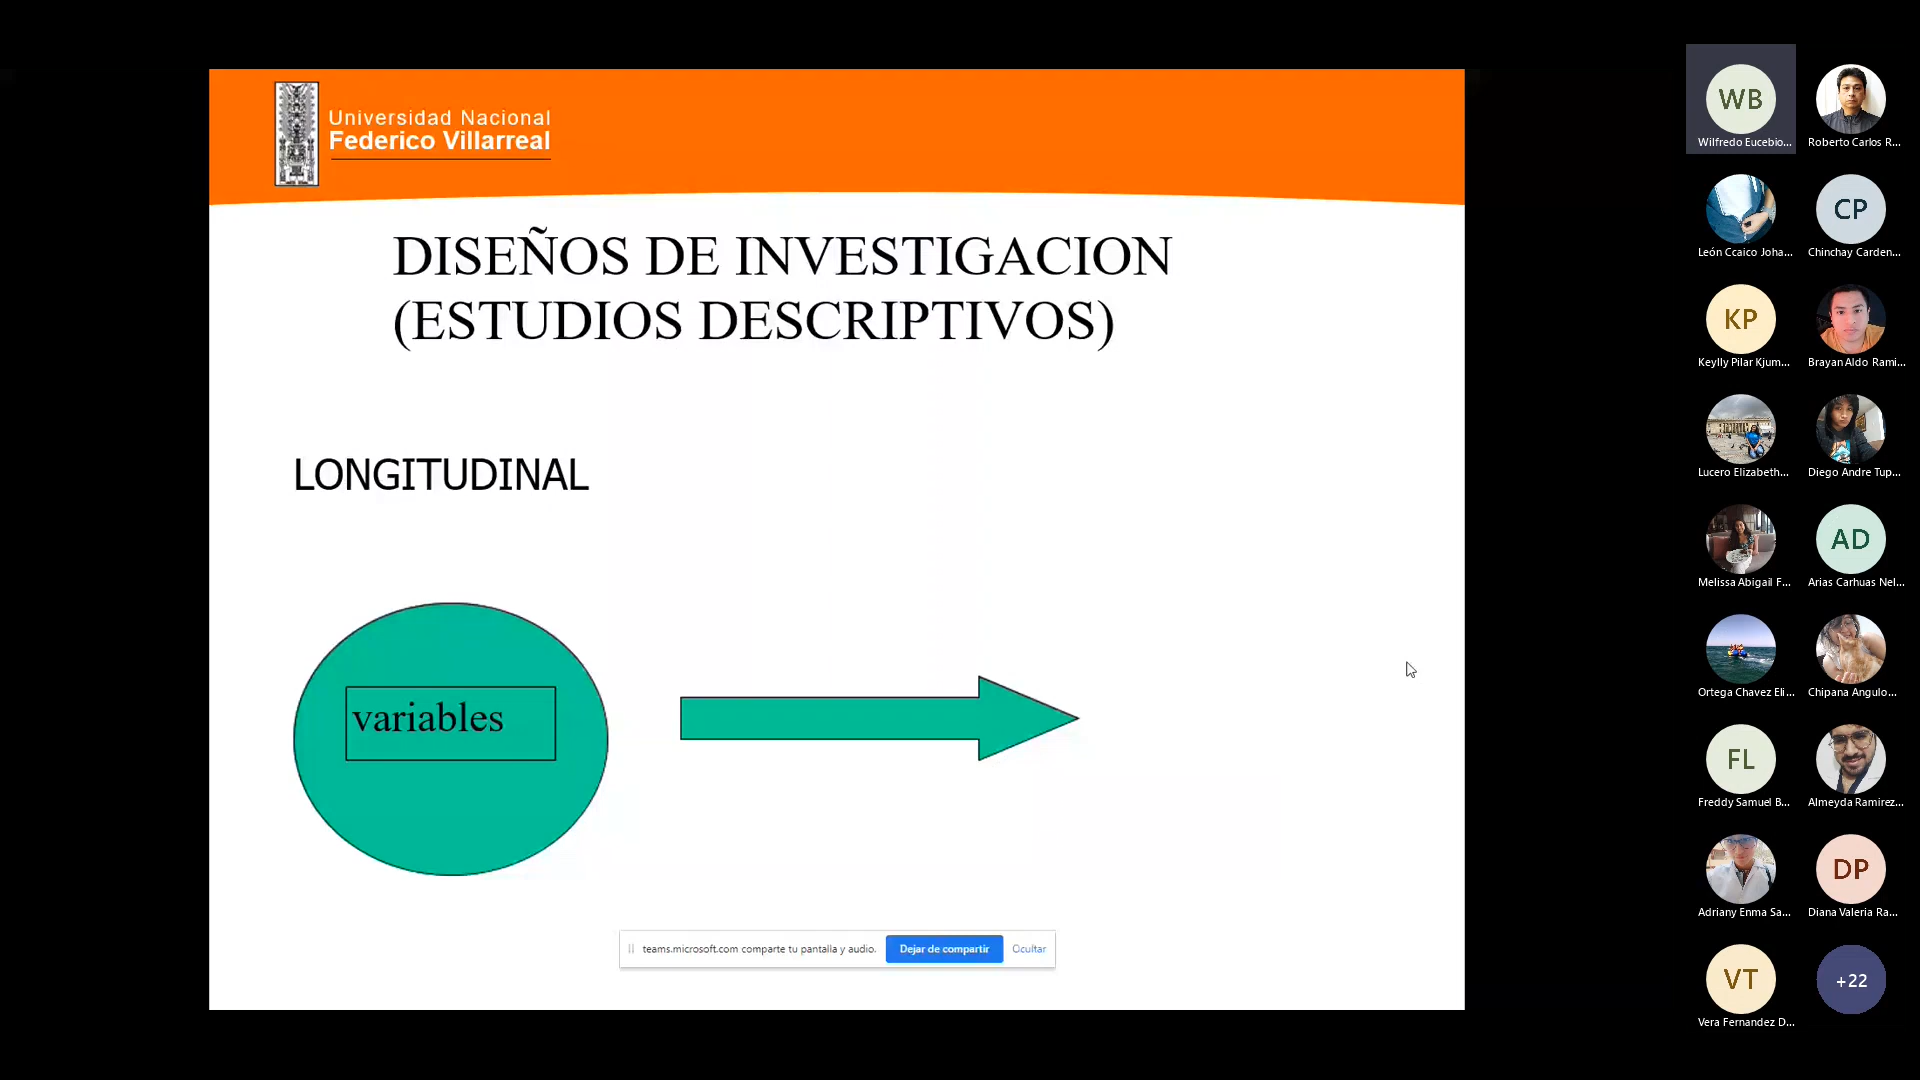 Universidad Nacional
Federico Villarreal
DISEÑOS DE INVESTIGACION
(ESTUDIOS DESCRIPTIVOS)
LONGITUDINAL
variables
teams.microsoft.com comparte tu pantalla y audio.
Dejar de compartir
Ocultar
WB
Wilfredo Eucebio...
Roberto Carlos R...
León Ccaico Joha...
CP
Chinchay Carden...
KP
Keylly Pilar Kjum...
Brayan Aldo Rami...
Lucero Elizabeth...
Diego Andre Tup...
Melissa Abigail F...
AD
Arias Carhuas Nel...
Ortega Chavez Eli...
Chipana Angulo...
FL
Freddy Samuel B...
Almeyda Ramirez...
Adriany Enma Sa...
DP
Diana Valeria Ra...
VT
Vera Fernandez D...
+22